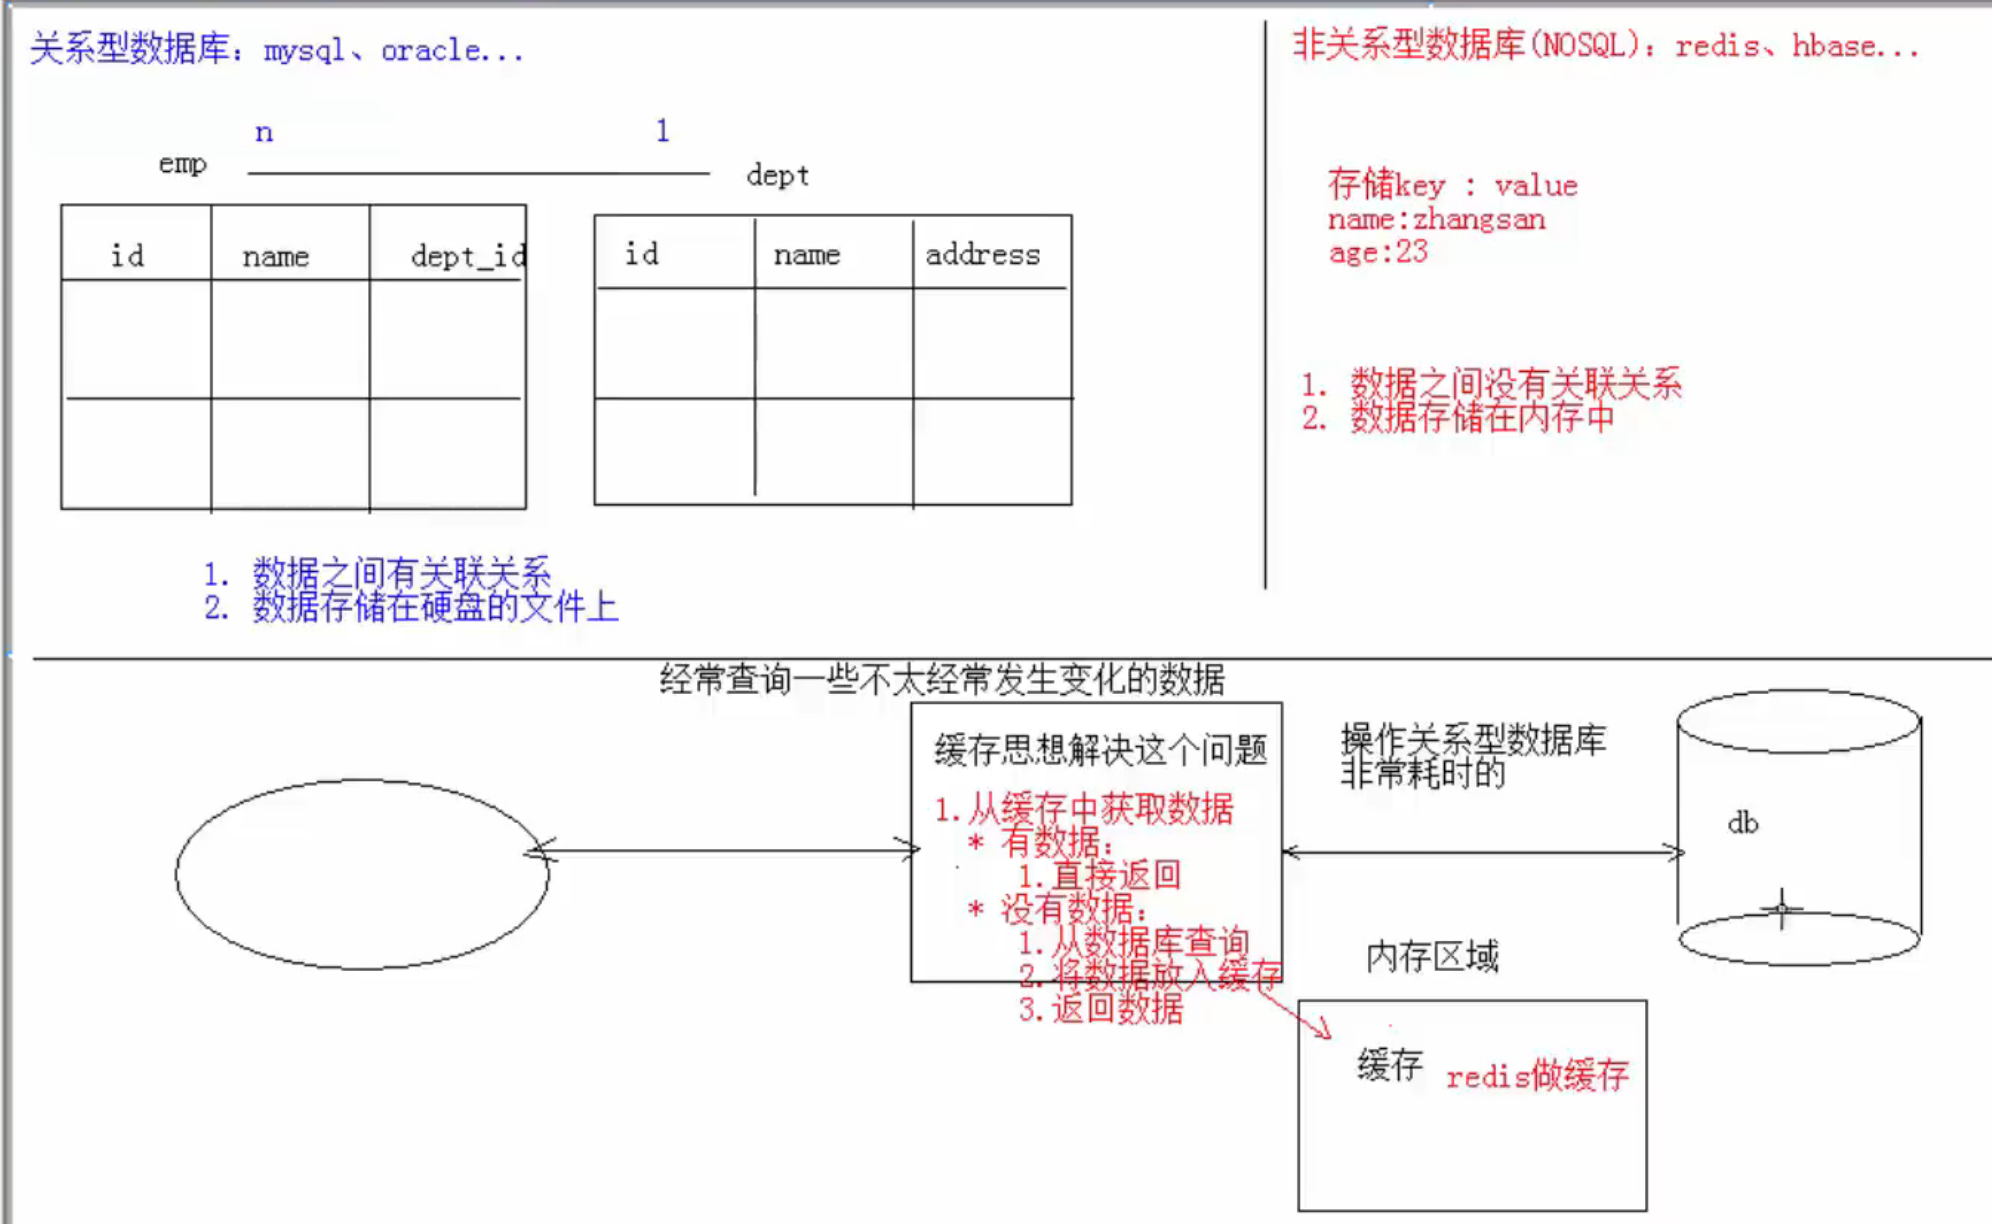 关系型数据库：mysql、oracle...
n
1
emp
dept
id
name
dept_id
id
name
address
1. 数据之间有关联关系
2. 数据存储在硬盘的文件上
非关系型数据库(NOSQL)：redis、hbase...
存储key : value
name:zhangsan
age:23
1. 数据之间没有关联关系
2. 数据存储在内存中
经常查询一些不太经常发生变化的数据
缓存思想解决这个问题
1.从缓存中获取数据
* 有数据：
1.直接返回
* 没有数据：
1.从数据库查询
2.将数据放入缓存
3.返回数据
操作关系型数据库
非常耗时的
db
内存区域
缓存
redis做缓存